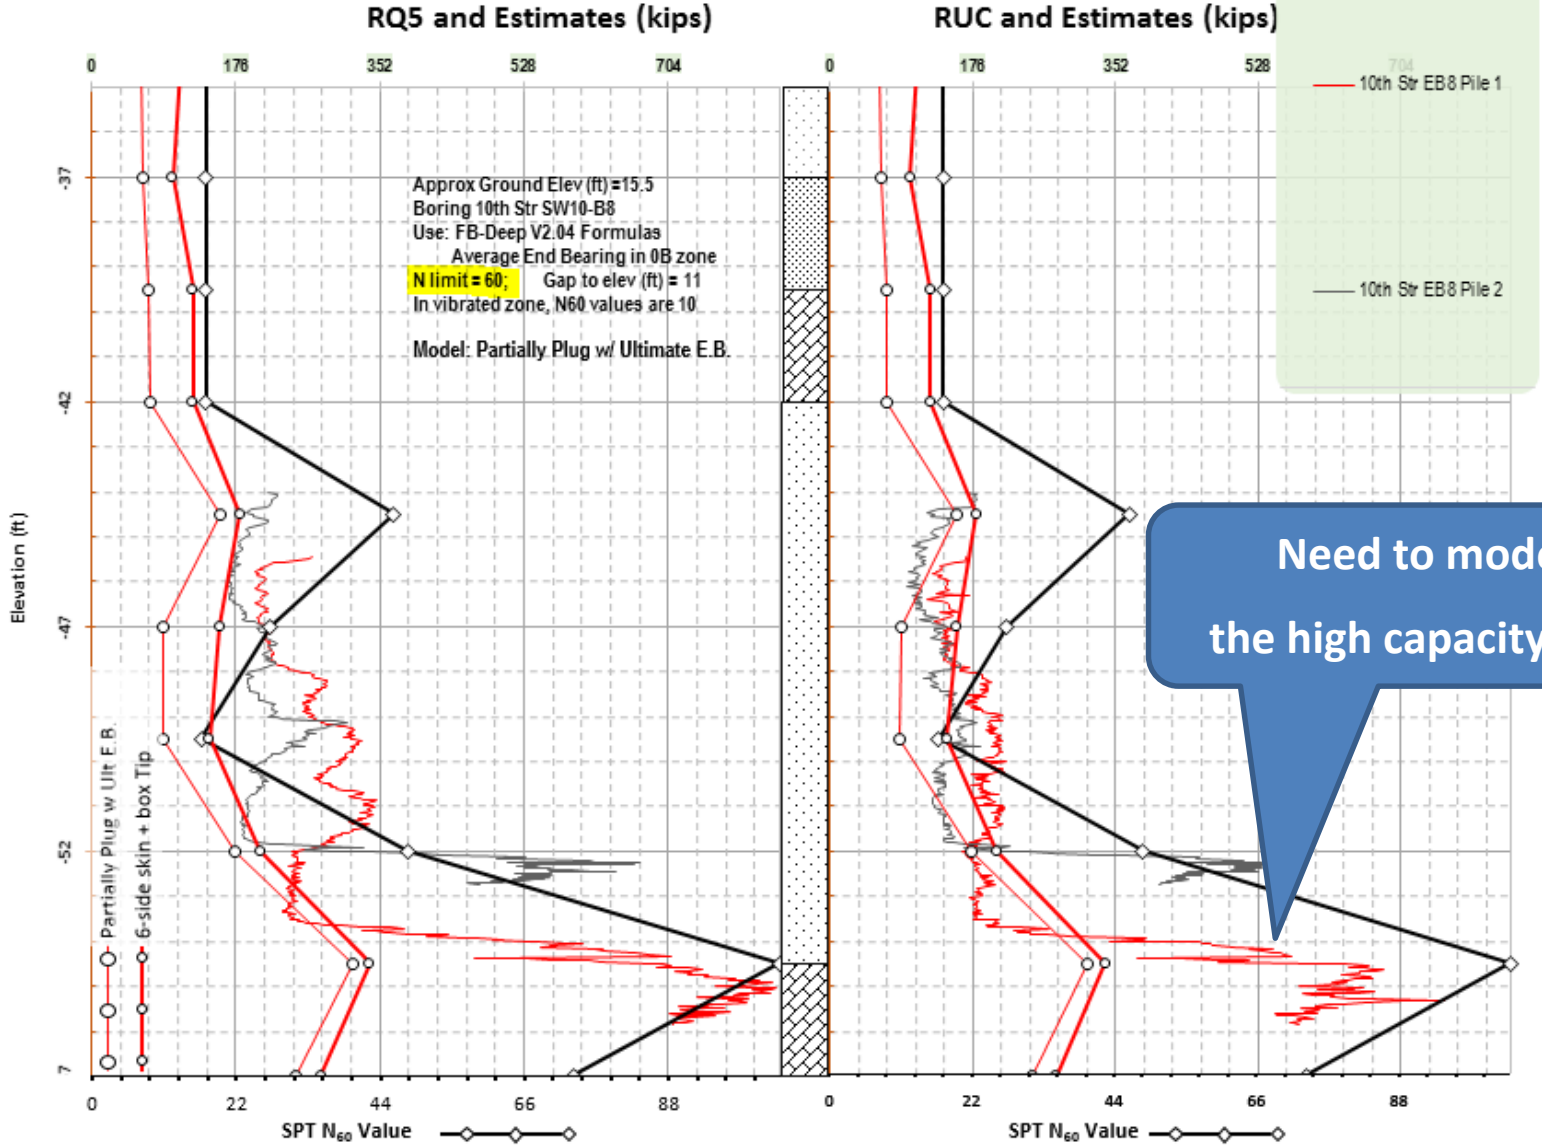 RQ5 and Estimates (kips)
RUC and Estimates (kips)
0 176 352 528 704
0 176 352 528 704
10th Str EB8 Pile 1
10th Str EB8 Pile 2
-37
-42
-47
-52
7
Elevation (ft)
Approx Ground Elev (ft) =15.5
Boring 10th Str SW10-B8
Use: FB-Deep V2.04 Formulas
Average End Bearing in 0B zone
N limit = 60; Gap to elev (ft) = 11
In vibrated zone, N60 values are 10
Model: Partially Plug w/ Ultimate E.B.
Need to mode
the high capacity
Partially Plug w Ult E.B.
6-side skin + box Tip
0 22 44 66 88
0 22 44 66 88
SPT N₆₀ Value
SPT N₆₀ Value